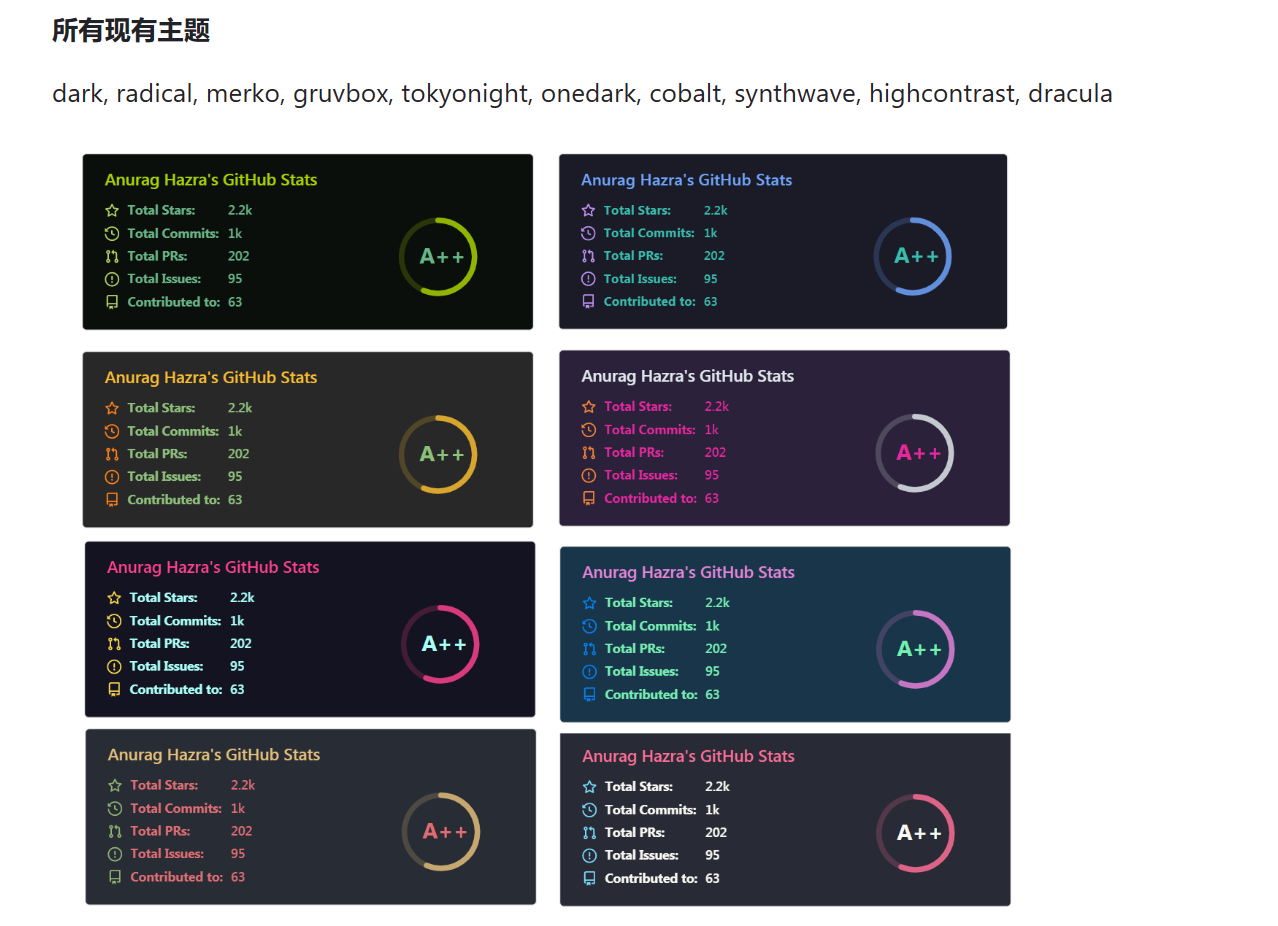 所有现有主题
dark, radical, merko, gruvbox, tokyonight, onedark, cobalt, synthwave, highcontrast, dracula
Anurag Hazra's GitHub Stats
Total Stars: 2.2k
Total Commits: 1k
Total PRs: 202
Total Issues: 95
Contributed to: 63
A++
Anurag Hazra's GitHub Stats
Total Stars: 2.2k
Total Commits: 1k
Total PRs: 202
Total Issues: 95
Contributed to: 63
A++
Anurag Hazra's GitHub Stats
Total Stars: 2.2k
Total Commits: 1k
Total PRs: 202
Total Issues: 95
Contributed to: 63
A++
Anurag Hazra's GitHub Stats
Total Stars: 2.2k
Total Commits: 1k
Total PRs: 202
Total Issues: 95
Contributed to: 63
A++
Anurag Hazra's GitHub Stats
Total Stars: 2.2k
Total Commits: 1k
Total PRs: 202
Total Issues: 95
Contributed to: 63
A++
Anurag Hazra's GitHub Stats
Total Stars: 2.2k
Total Commits: 1k
Total PRs: 202
Total Issues: 95
Contributed to: 63
A++
Anurag Hazra's GitHub Stats
Total Stars: 2.2k
Total Commits: 1k
Total PRs: 202
Total Issues: 95
Contributed to: 63
A++
Anurag Hazra's GitHub Stats
Total Stars: 2.2k
Total Commits: 1k
Total PRs: 202
Total Issues: 95
Contributed to: 63
A++